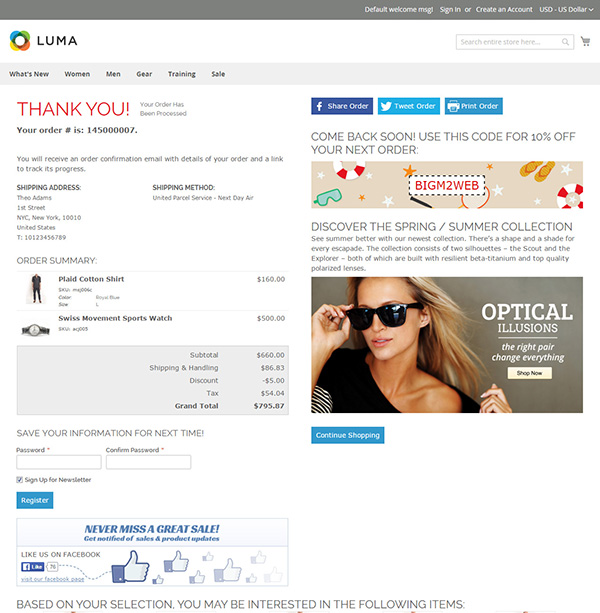 Default welcome msg! Sign In or Create an Account USD - US Dollar
LUMA
Search entire store here...
What's New Women Men Gear Training Sale
THANK YOU!
Your Order Has
Been Processed
Your order # is: 145000007.
You will receive an order confirmation email with details of your order and a link
to track its progress.
SHIPPING ADDRESS:
Theo Adams
1st Street
NYC, New York, 10010
United States
T: 10123456789
SHIPPING METHOD:
United Parcel Service - Next Day Air
ORDER SUMMARY:
Plaid Cotton Shirt $160.00
SKU: msj006c
Color Royal Blue
Size L
Swiss Movement Sports Watch $500.00
SKU: acj005
Subtotal $660.00
Shipping & Handling $86.83
Discount -$5.00
Tax $54.04
Grand Total $795.87
SAVE YOUR INFORMATION FOR NEXT TIME!
Password * Confirm Password *
Sign Up for Newsletter
Register
NEVER MISS A GREAT SALE!
Get notified of sales & product updates
LIKE US ON FACEBOOK
Like 76
visit our facebook page
Share Order Tweet Order Print Order
COME BACK SOON! USE THIS CODE FOR 10% OFF
YOUR NEXT ORDER:
BIGM2WEB
DISCOVER THE SPRING / SUMMER COLLECTION
See summer better with our newest collection. There's a shape and a shade for
every escapade. The collection consists of two silhouettes – the Scout and the
Explorer – both of which are built with resilient beta-titanium and top quality
polarized lenses.
OPTICAL
ILLUSIONS
the right pair
change everything
Shop Now
Continue Shopping
BASED ON YOUR SELECTION, YOU MAY BE INTERESTED IN THE FOLLOWING ITEMS: